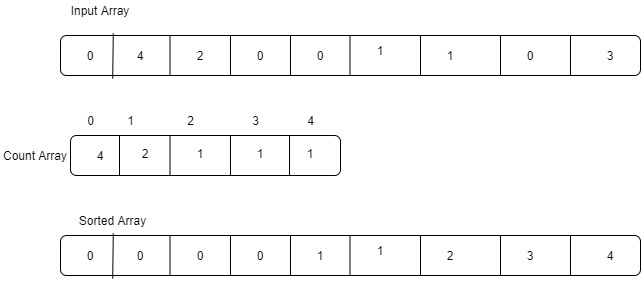 Input Array
0 4 2 0 0 1 1 0 3
0 1 2 3 4
Count Array 4 2 1 1 1
Sorted Array
0 0 0 0 1 1 2 3 4